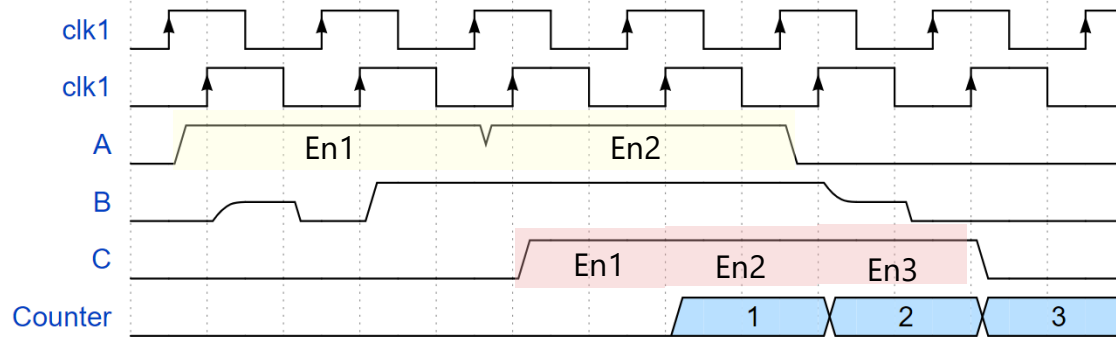 clk1
clk1
A En1 En2
B
C En1 En2 En3
Counter 1 2 3